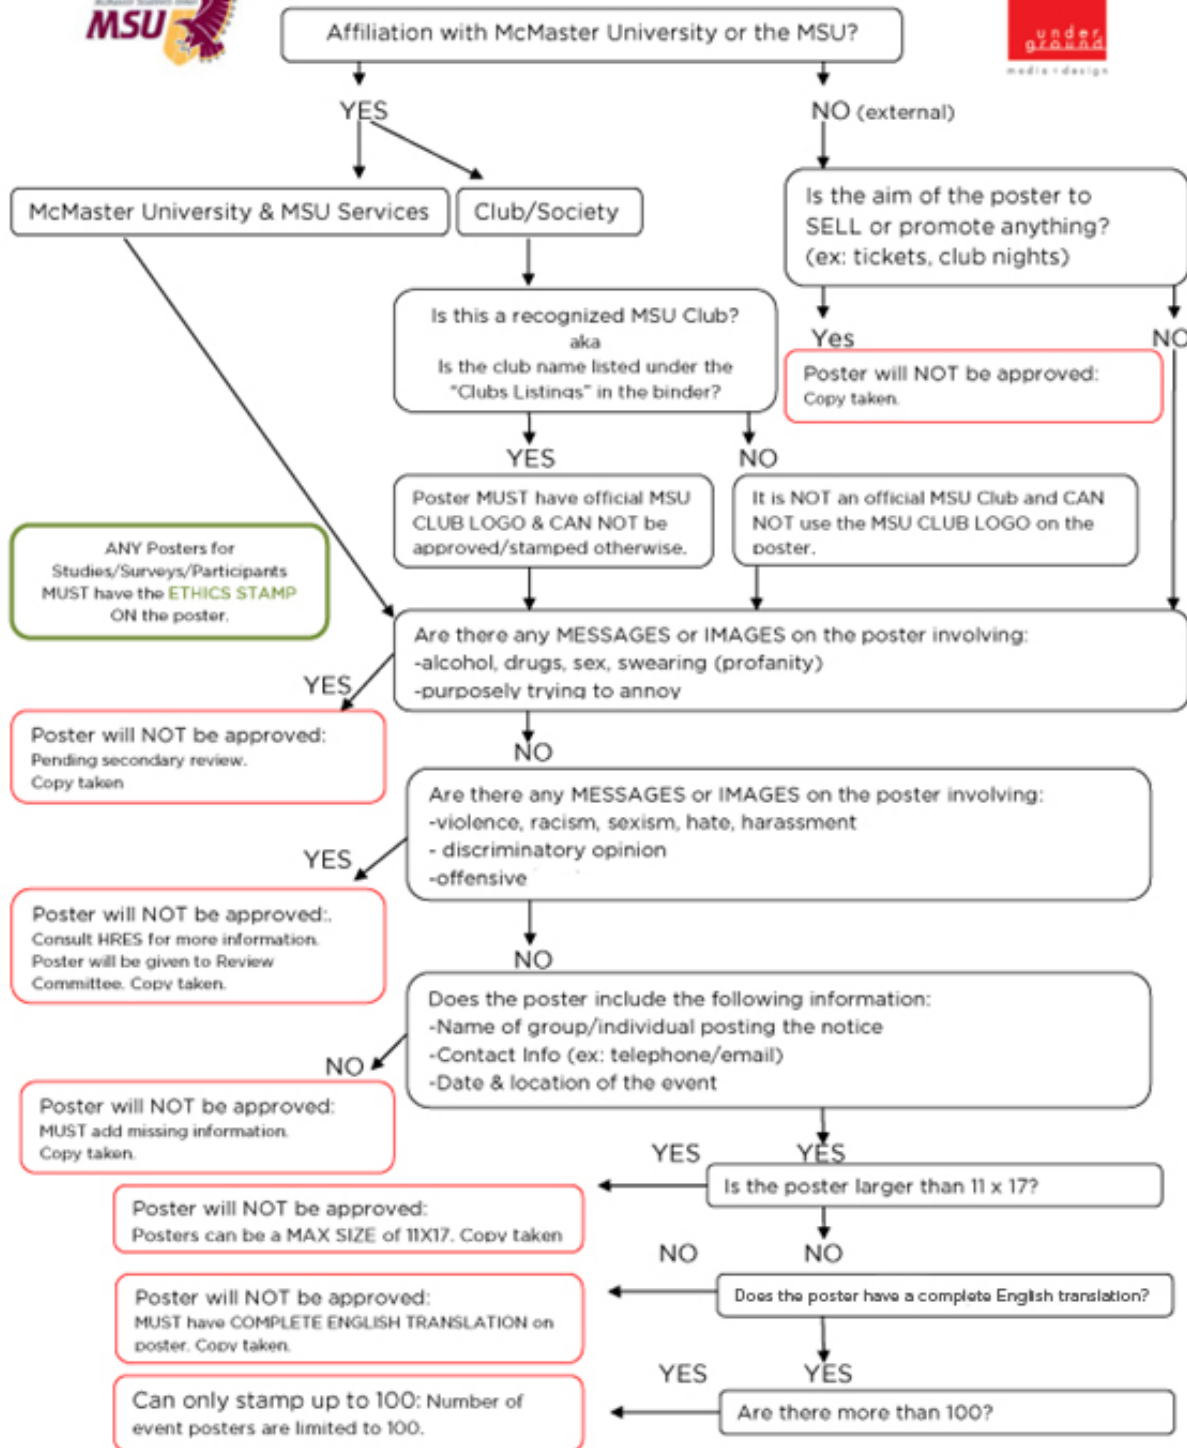 MSU
under
ground
media + design
Affiliation with McMaster University or the MSU?
YES
NO (external)
McMaster University & MSU Services
Club/Society
Is the aim of the poster to
SELL or promote anything?
(ex: tickets, club nights)
Is this a recognized MSU Club?
aka
Is the club name listed under the
“Clubs Listings” in the binder?
Yes
NO
Poster will NOT be approved:
Copy taken.
YES
NO
Poster MUST have official MSU
CLUB LOGO & CAN NOT be
approved/stamped otherwise.
It is NOT an official MSU Club and CAN
NOT use the MSU CLUB LOGO on the
poster.
ANY Posters for
Studies/Surveys/Participants
MUST have the ETHICS STAMP
ON the poster.
Are there any MESSAGES or IMAGES on the poster involving:
-alcohol, drugs, sex, swearing (profanity)
-purposely trying to annoy
YES
Poster will NOT be approved:
Pending secondary review.
Copy taken
NO
Are there any MESSAGES or IMAGES on the poster involving:
-violence, racism, sexism, hate, harassment
- discriminatory opinion
-offensive
YES
Poster will NOT be approved:.
Consult HRES for more information.
Poster will be given to Review
Committee. Copy taken.
NO
Does the poster include the following information:
-Name of group/individual posting the notice
-Contact Info (ex: telephone/email)
-Date & location of the event
NO
Poster will NOT be approved:
MUST add missing information.
Copy taken.
YES
YES
Is the poster larger than 11 x 17?
Poster will NOT be approved:
Posters can be a MAX SIZE of 11X17. Copy taken
NO
NO
Does the poster have a complete English translation?
Poster will NOT be approved:
MUST have COMPLETE ENGLISH TRANSLATION on
poster. Copy taken.
YES
YES
Are there more than 100?
Can only stamp up to 100: Number of
event posters are limited to 100.